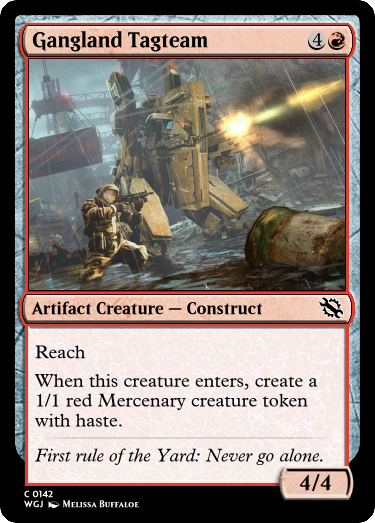 Gangland Tagteam 4
Artifact Creature — Construct
Reach
When this creature enters, create a
1/1 red Mercenary creature token
with haste.
First rule of the Yard: Never go alone.
4/4
C 0142
WGJ Melissa Buffaloe